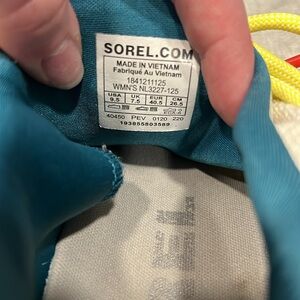 SOREL.COM
MADE IN VIETNAM
Fabriqué Au Vietnam
1841211125
WMN'S NL3227-125
USA UK EUR CM
9.5 7.5 40.5 26.5
40450 PEV 0120 220
193855803589